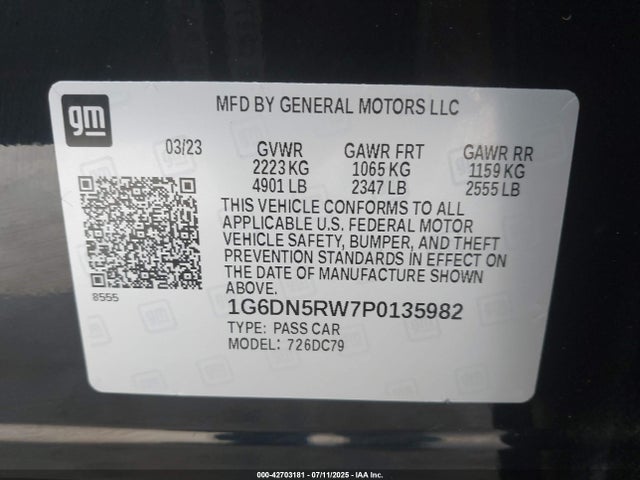 gm
MFD BY GENERAL MOTORS LLC
03/23 GVWR GAWR FRT GAWR RR
2223 KG 1065 KG 1159 KG
4901 LB 2347 LB 2555 LB
THIS VEHICLE CONFORMS TO ALL
APPLICABLE U.S. FEDERAL MOTOR
VEHICLE SAFETY, BUMPER, AND THEFT
PREVENTION STANDARDS IN EFFECT ON
THE DATE OF MANUFACTURE SHOWN
ABOVE.
8555
1G6DN5RW7P0135982
TYPE: PASS CAR
MODEL: 726DC79
000-42703181 - 07/11/2025 - IAA Inc.